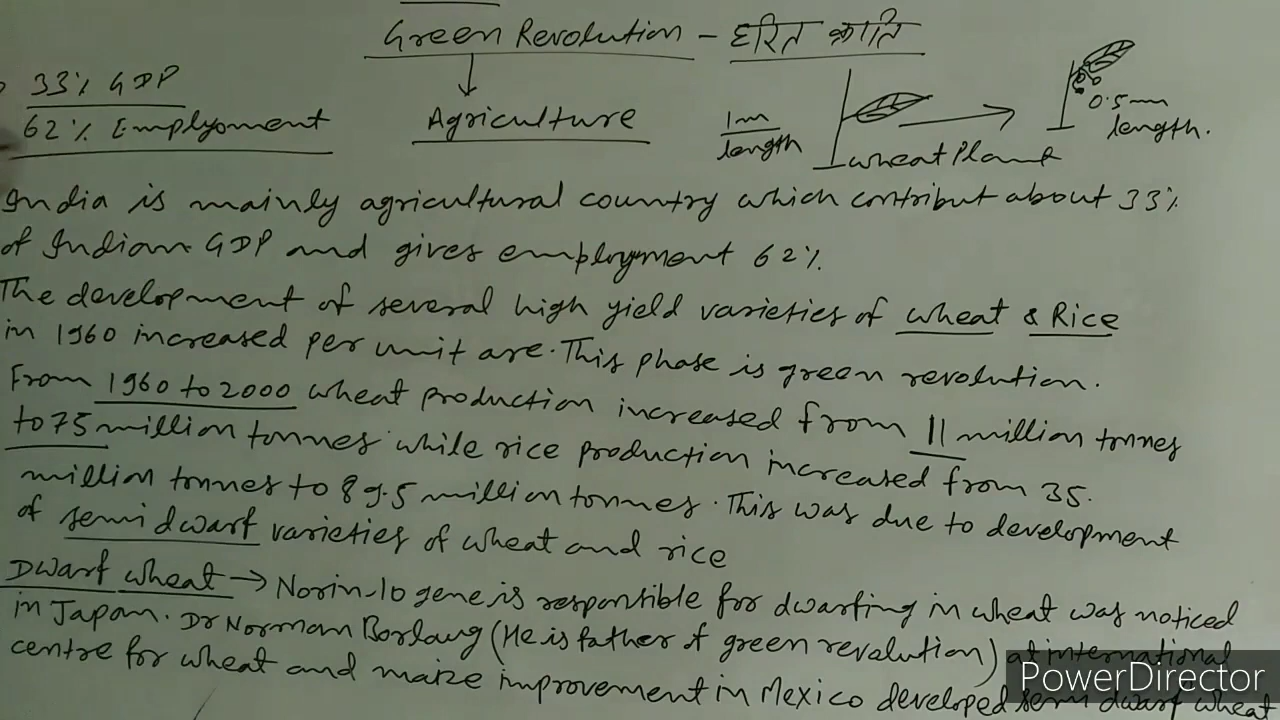 Green Revolution - हरित क्रान्ति
33% GDP
62% Emplyoment
Agriculture
1m
length
wheat Plant
0.5mm
length.
India is mainly agricultural country which contribut about 33%
of Indian GDP and gives employment 62%.
The development of several high yield varieties of wheat & Rice
in 1960 increased per unit are. This phase is green revolution.
From 1960 to 2000 wheat production increased from 11 million tonnes
to 75 million tonnes while rice production increased from 35.
million tonnes to 89.5 million tonnes. This was due to development
of semi dwarf varieties of wheat and rice
Dwarf wheat → Norin-10 gene is responsible for dwarfing in wheat was noticed
in Japan. Dr Norman Borlaug (He is father of green revolution) at international
centre for wheat and maize improvement in Mexico developed semi dwarf wheat
PowerDirector